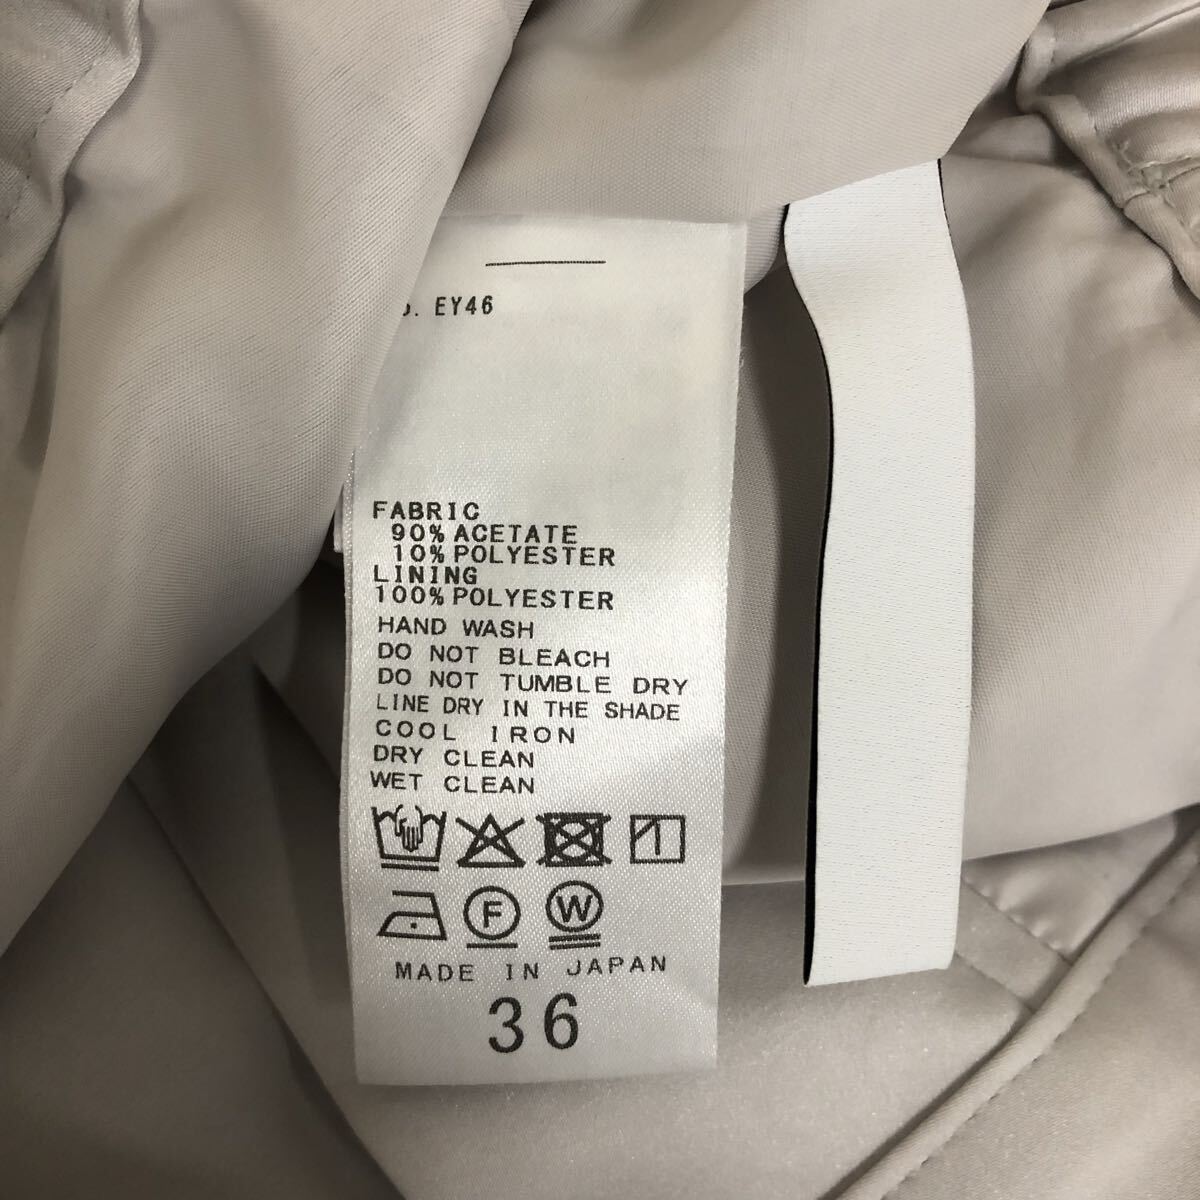 EY46
FABRIC
90% ACETATE
10% POLYESTER
LINING
100% POLYESTER
HAND WASH
DO NOT BLEACH
DO NOT TUMBLE DRY
LINE DRY IN THE SHADE
COOL IRON
DRY CLEAN
WET CLEAN
F W
MADE IN JAPAN
36